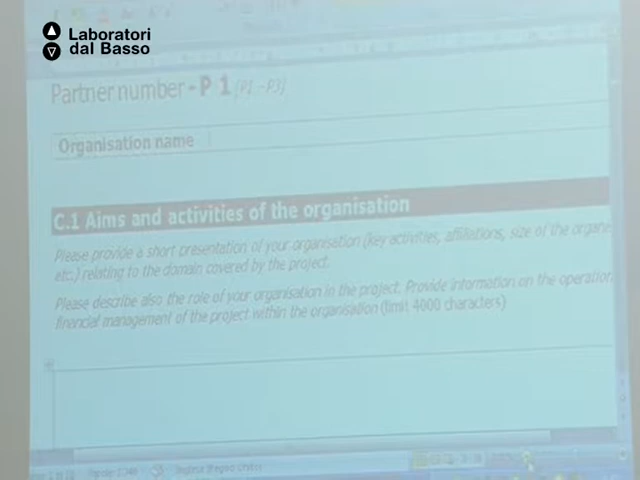 Laboratori
dal Basso
Partner number - P 1 (P1 -P3)
Organisation name
C.1 Aims and activities of the organisation
Please provide a short presentation of your organisation (key activities, affiliations, size of the organi
etc.) relating to the domain covered by the project.
Please describe also the role of your organisation in the project. Provide information on the operation
financial management of the project within the organisation (limit 4000 characters)